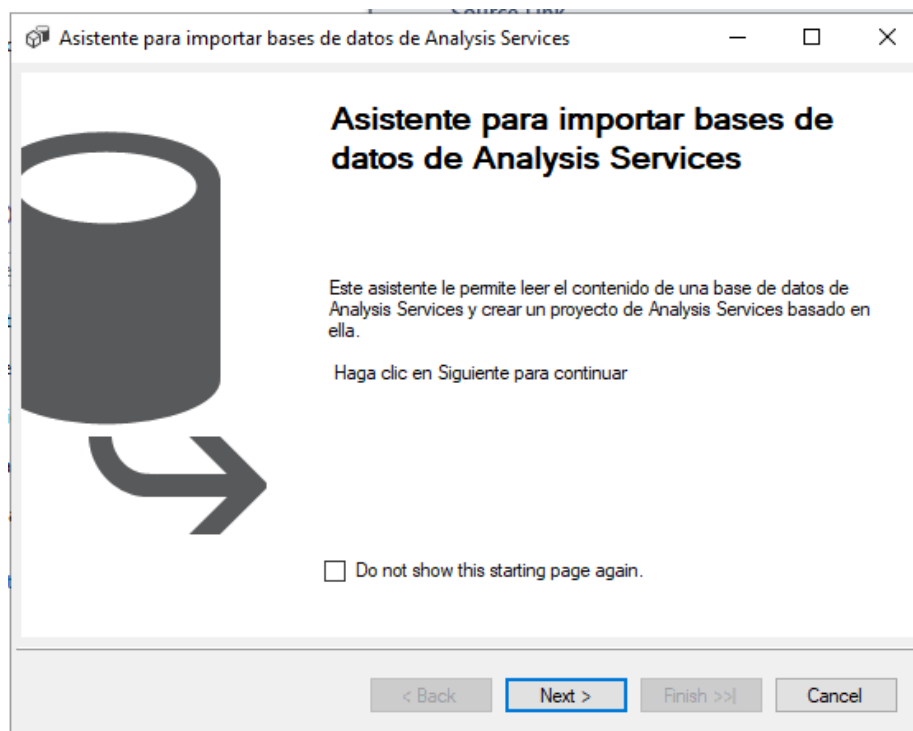 Source Link
Asistente para importar bases de datos de Analysis Services
Asistente para importar bases de
datos de Analysis Services
Este asistente le permite leer el contenido de una base de datos de
Analysis Services y crear un proyecto de Analysis Services basado en
ella.
Haga clic en Siguiente para continuar
Do not show this starting page again.
< Back
Next >
Finish >>|
Cancel